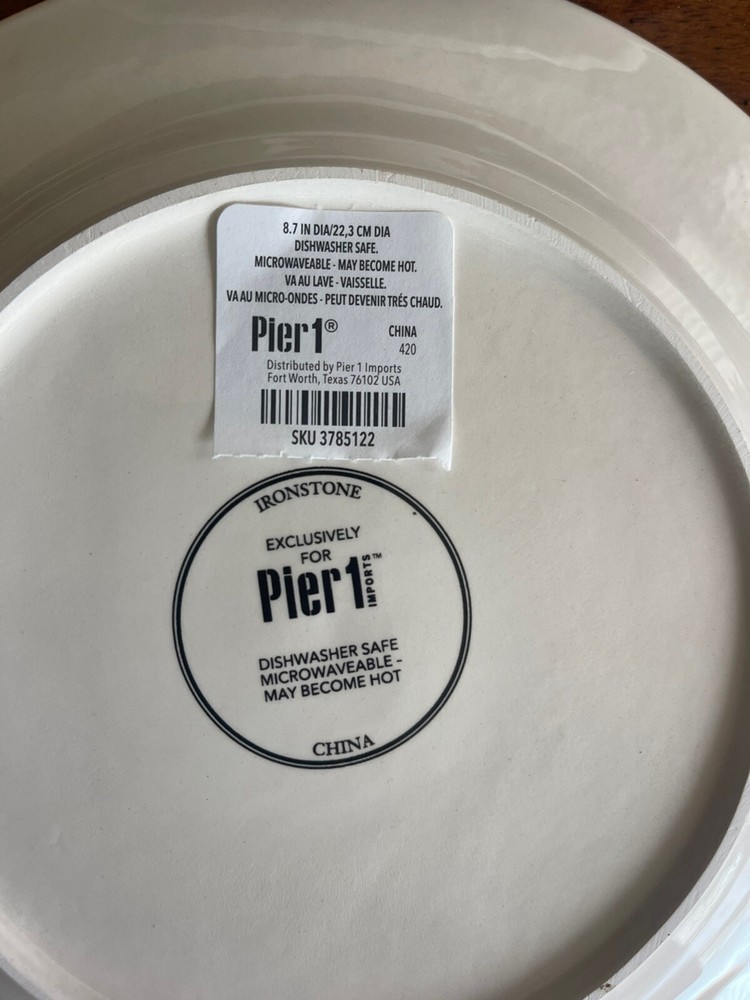 8.7 IN DIA/22,3 CM DIA
DISHWASHER SAFE.
MICROWAVEABLE - MAY BECOME HOT.
VA AU LAVE - VAISSELLE.
VA AU MICRO-ONDES - PEUT DEVENIR TRÉS CHAUD.
Pier1® CHINA
420
Distributed by Pier 1 Imports
Fort Worth, Texas 76102 USA
SKU 3785122
IRONSTONE
EXCLUSIVELY
FOR
Pier1 IMPORTS™
DISHWASHER SAFE
MICROWAVEABLE -
MAY BECOME HOT
CHINA